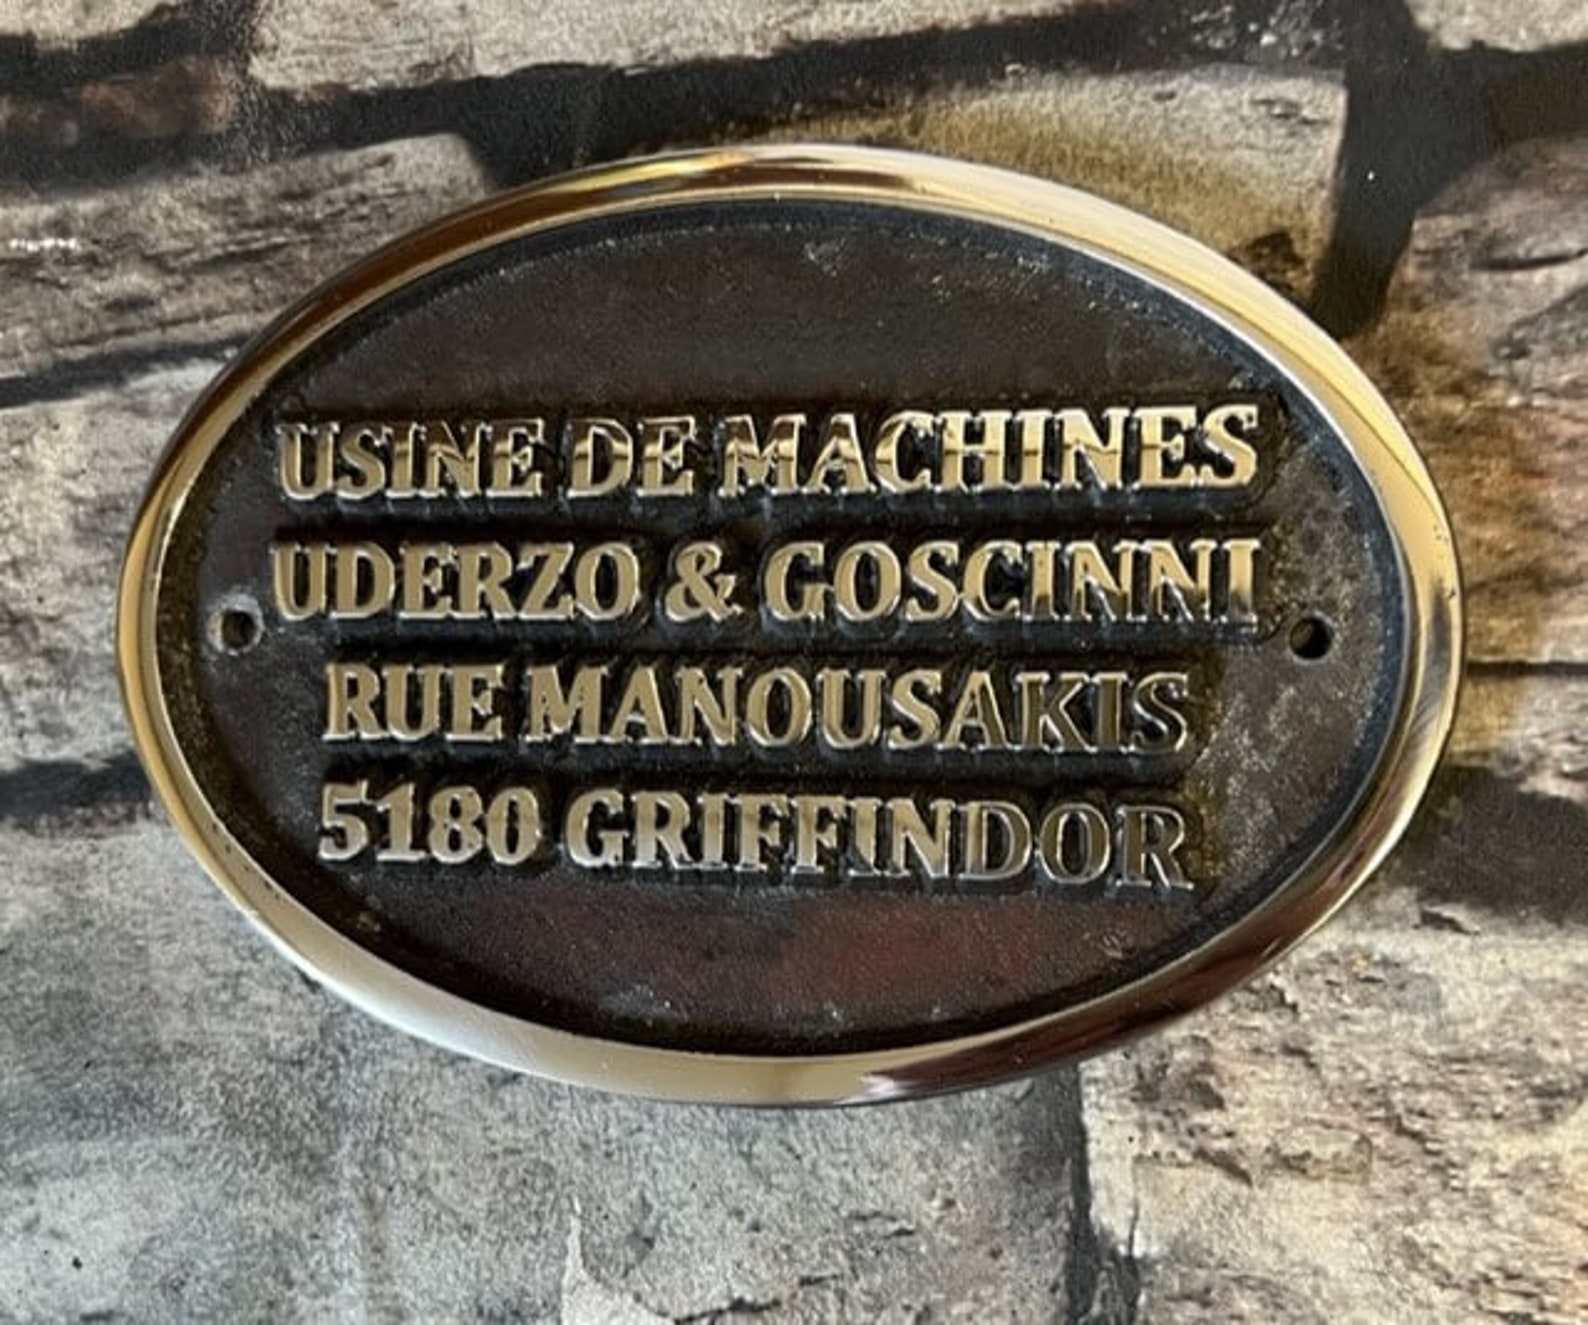 USINE DE MACHINES
UDERZO & GOSCINNI
RUE MANOUSAKIS
5180 GRIFFINDOR